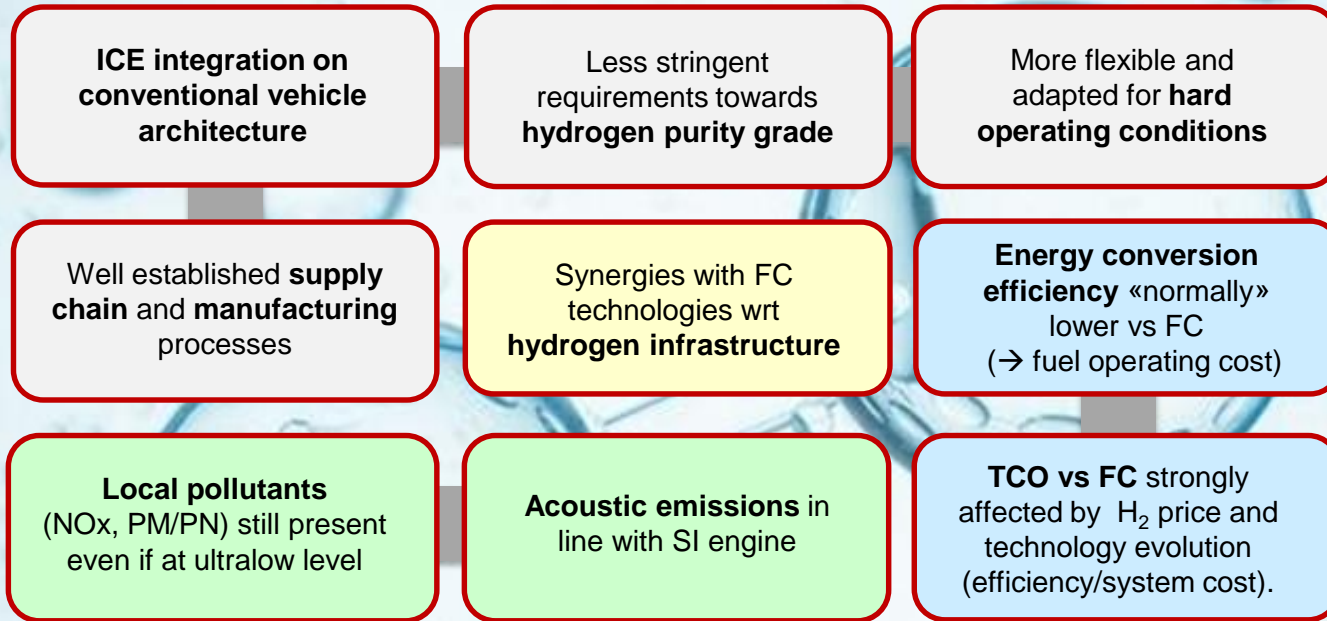 ICE integration on
conventional vehicle
architecture
Less stringent
requirements towards
hydrogen purity grade
More flexible and
adapted for hard
operating conditions
Well established supply
chain and manufacturing
processes
Synergies with FC
technologies wrt
hydrogen infrastructure
Energy conversion
efficiency «normally»
lower vs FC
(→ fuel operating cost)
Local pollutants
(NOx, PM/PN) still present
even if at ultralow level
Acoustic emissions in
line with SI engine
TCO vs FC strongly
affected by H₂ price and
technology evolution
(efficiency/system cost).